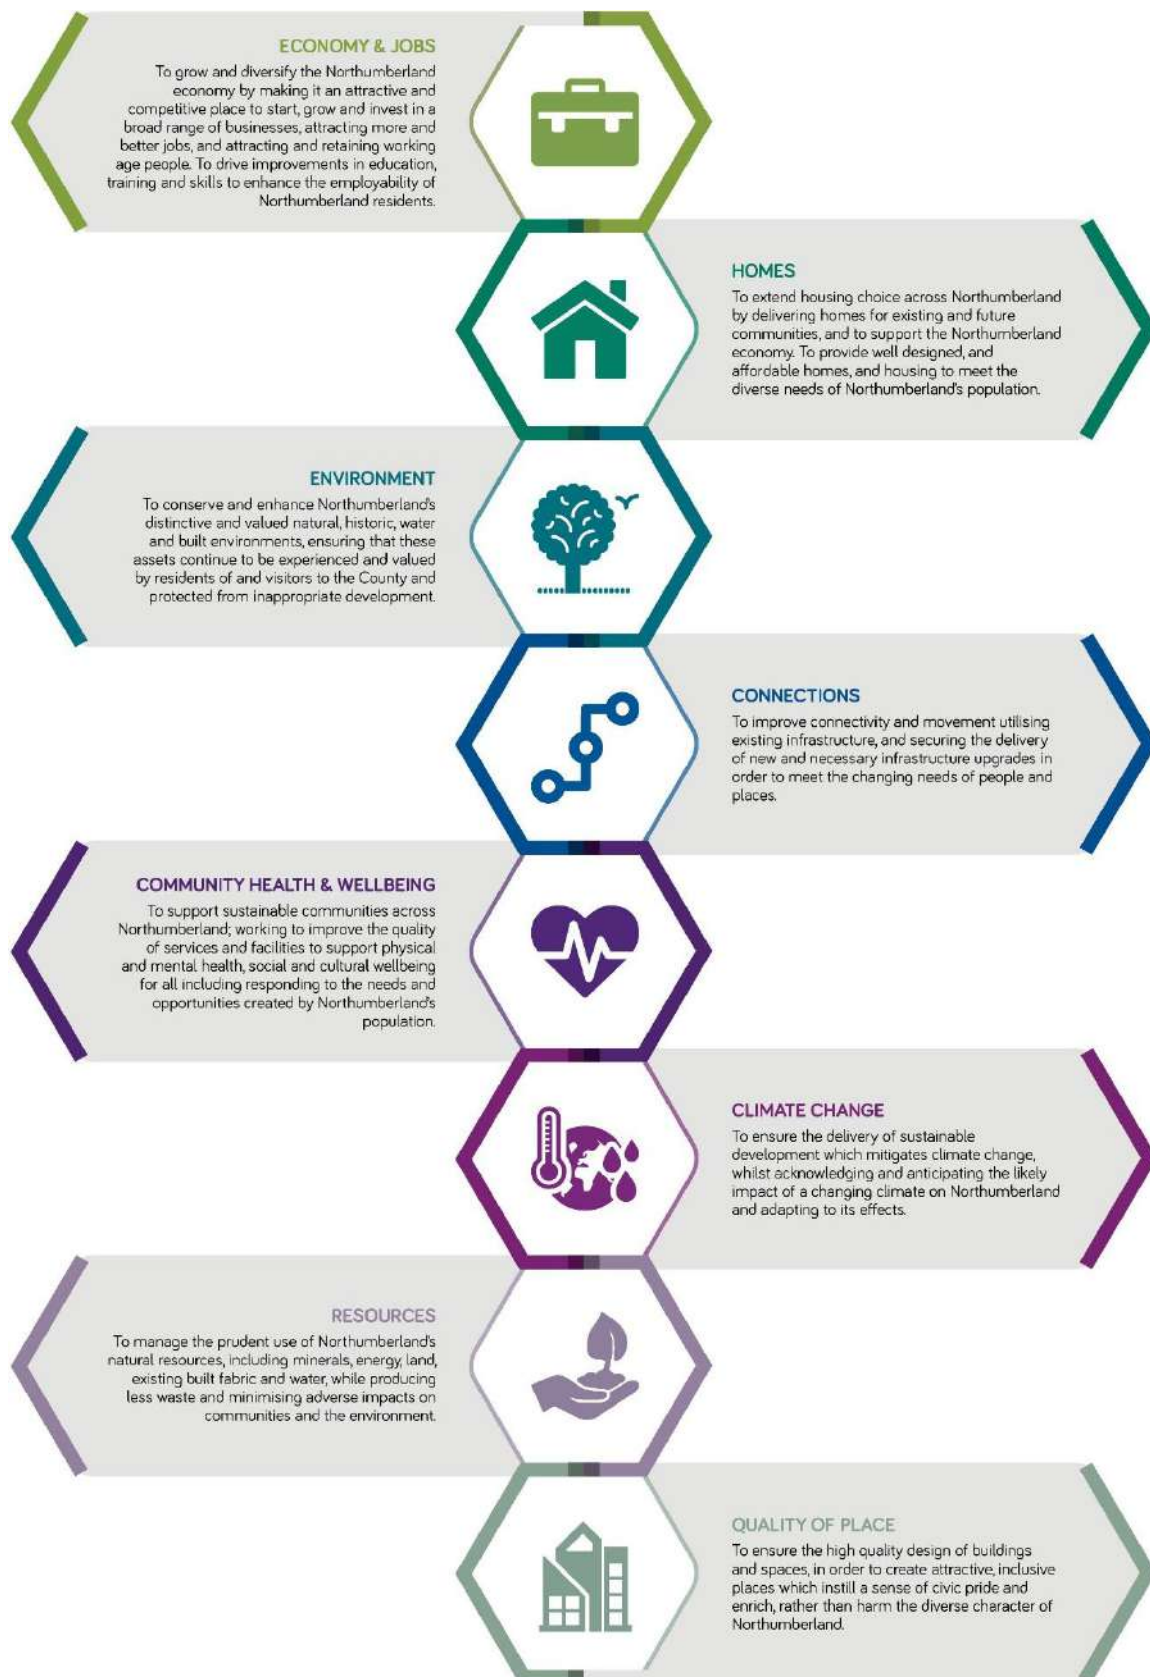 ECONOMY & JOBS
To grow and diversify the Northumberland
economy by making it an attractive and
competitive place to start, grow and invest in a
broad range of businesses, attracting more and
better jobs, and attracting and retaining working
age people. To drive improvements in education,
training and skills to enhance the employability of
Northumberland residents.
HOMES
To extend housing choice across Northumberland
by delivering homes for existing and future
communities, and to support the Northumberland
economy. To provide well designed, and
affordable homes, and housing to meet the
diverse needs of Northumberland's population.
ENVIRONMENT
To conserve and enhance Northumberland's
distinctive and valued natural, historic, water
and built environments, ensuring that these
assets continue to be experienced and valued
by residents of and visitors to the County and
protected from inappropriate development.
CONNECTIONS
To improve connectivity and movement utilising
existing infrastructure, and securing the delivery
of new and necessary infrastructure upgrades in
order to meet the changing needs of people and
places.
COMMUNITY HEALTH & WELLBEING
To support sustainable communities across
Northumberland; working to improve the quality
of services and facilities to support physical
and mental health, social and cultural wellbeing
for all including responding to the needs and
opportunities created by Northumberland's
population.
CLIMATE CHANGE
To ensure the delivery of sustainable
development which mitigates climate change,
whilst acknowledging and anticipating the likely
impact of a changing climate on Northumberland
and adapting to its effects.
RESOURCES
To manage the prudent use of Northumberland's
natural resources, including minerals, energy, land,
existing built fabric and water, while producing
less waste and minimising adverse impacts on
communities and the environment.
QUALITY OF PLACE
To ensure the high quality design of buildings
and spaces, in order to create attractive, inclusive
places which instill a sense of civic pride and
enrich, rather than harm the diverse character of
Northumberland.